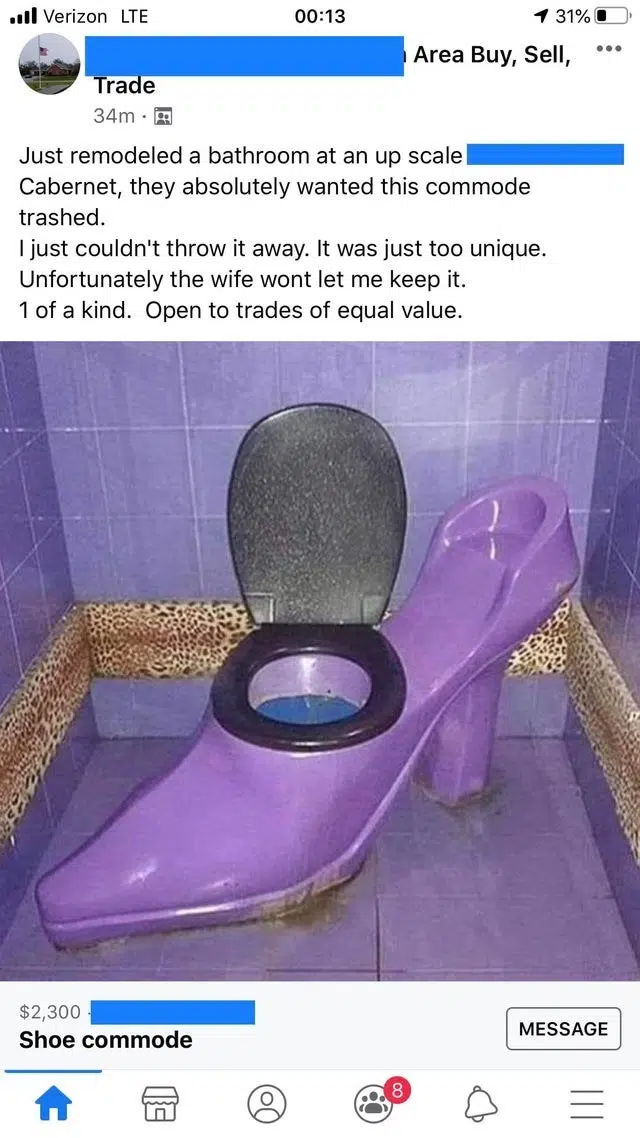 Verizon LTE 00:13 31%
Area Buy, Sell,
Trade
34m ·
Just remodeled a bathroom at an up scale
Cabernet, they absolutely wanted this commode
trashed.
I just couldn't throw it away. It was just too unique.
Unfortunately the wife wont let me keep it.
1 of a kind. Open to trades of equal value.
$2,300 ·
Shoe commode
MESSAGE
8